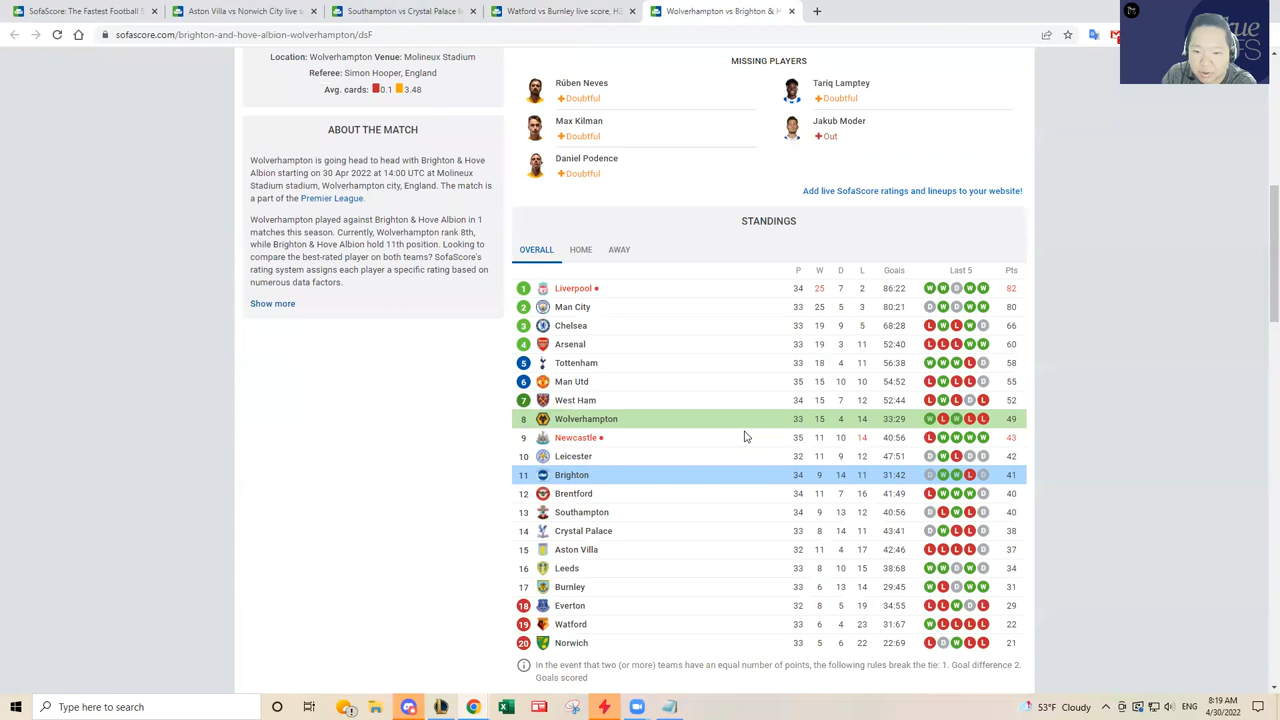 SofaScore: The Fastest Football
Aston Villa vs Norwich City live s
Southampton vs Crystal Palace li
Watford vs Burnley live score, H2
Wolverhampton vs Brighton & H
sofascore.com/brighton-and-hove-albion-wolverhampton/dsF
Location: Wolverhampton Venue: Molineux Stadium
Referee: Simon Hooper, England
Avg. cards: 0.1 3.48
ABOUT THE MATCH
Wolverhampton is going head to head with Brighton & Hove
Albion starting on 30 Apr 2022 at 14:00 UTC at Molineux
Stadium stadium, Wolverhampton city, England. The match is
a part of the Premier League.
Wolverhampton played against Brighton & Hove Albion in 1
matches this season. Currently, Wolverhampton rank 8th,
while Brighton & Hove Albion hold 11th position. Looking to
compare the best-rated player on both teams? SofaScore's
rating system assigns each player a specific rating based on
numerous data factors.
Show more
MISSING PLAYERS
Rúben Neves
Doubtful
Max Kilman
Doubtful
Daniel Podence
Doubtful
Tariq Lamptey
Doubtful
Jakub Moder
Out
Add live SofaScore ratings and lineups to your website!
STANDINGS
OVERALL HOME AWAY
P W D L Goals Last 5 Pts
1 Liverpool 34 25 7 2 86:22 W W D W W 82
2 Man City 33 25 5 3 80:21 D W D W W 80
3 Chelsea 33 19 9 5 68:28 L W L W D 66
4 Arsenal 33 19 3 11 52:40 L L L W W 60
5 Tottenham 33 18 4 11 56:38 W W W L D 58
6 Man Utd 35 15 10 10 54:52 L W L L D 55
7 West Ham 34 15 7 12 52:44 L W L D L 52
8 Wolverhampton 33 15 4 14 33:29 W L W L L 49
9 Newcastle 35 11 10 14 40:56 L W W W W 43
10 Leicester 32 11 9 12 47:51 D W L D D 42
11 Brighton 34 9 14 11 31:42 D W W L D 41
12 Brentford 34 11 7 16 41:49 L W W W D 40
13 Southampton 34 9 13 12 40:56 D L W L D 40
14 Crystal Palace 33 8 14 11 43:41 D W L L D 38
15 Aston Villa 32 11 4 17 42:46 L L L L D 37
16 Leeds 33 8 10 15 38:68 W W D W D 34
17 Burnley 33 6 13 14 29:45 W L D W W 31
18 Everton 32 8 5 19 34:55 L L W D L 29
19 Watford 33 6 4 23 31:67 W L L L L 22
20 Norwich 33 5 6 22 22:69 L D W L L 21
In the event that two (or more) teams have an equal number of points, the following rules break the tie: 1. Goal difference 2.
Goals scored
Type here to search
53°F Cloudy
8:19 AM
4/30/2022